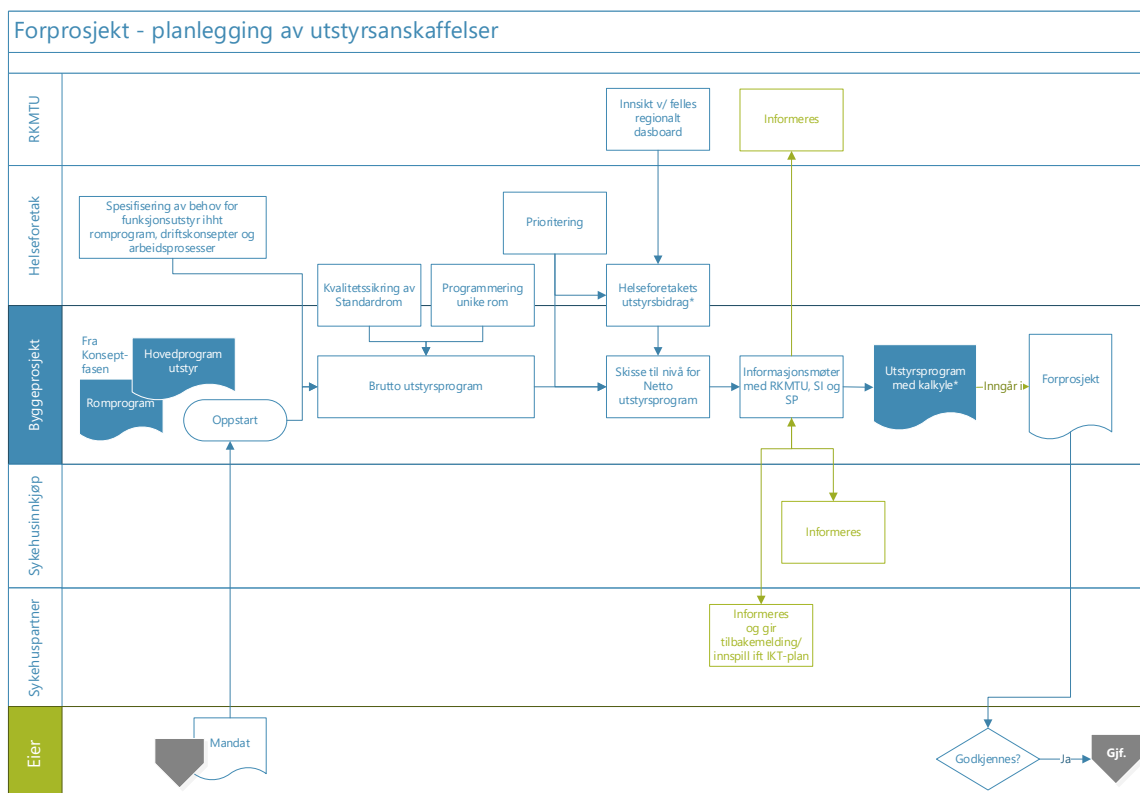 Forprosjekt - planlegging av utstyrsanskaffelser
RKMTU
Innsikt v/ felles
regionalt
dasboard
Informeres
Helseforetak
Spesifisering av behov for
funksjonsutstyr ihht
romprogram, driftskonsepter og
arbeidsprosesser
Prioritering
Kvalitetssikring av
Standardrom
Programmering
unike rom
Helseforetakets
utstyrsbidrag*
Byggeprosjekt
Fra
Konsept-
fasen
Hovedprogram
utstyr
Romprogram
Oppstart
Brutto utstyrsprogram
Skisse til nivå for
Netto
utstyrsprogram
Informasjonsmøter
med RKMTU, SI og
SP
Utstyrsprogram
med kalkyle*
Inngår i
Forprosjekt
Sykehusinnkjøp
Informeres
Sykehuspartner
Informeres
og gir
tilbakemelding/
innspill ift IKT-plan
Eier
Mandat
Godkjennes?
Ja
Gjf.